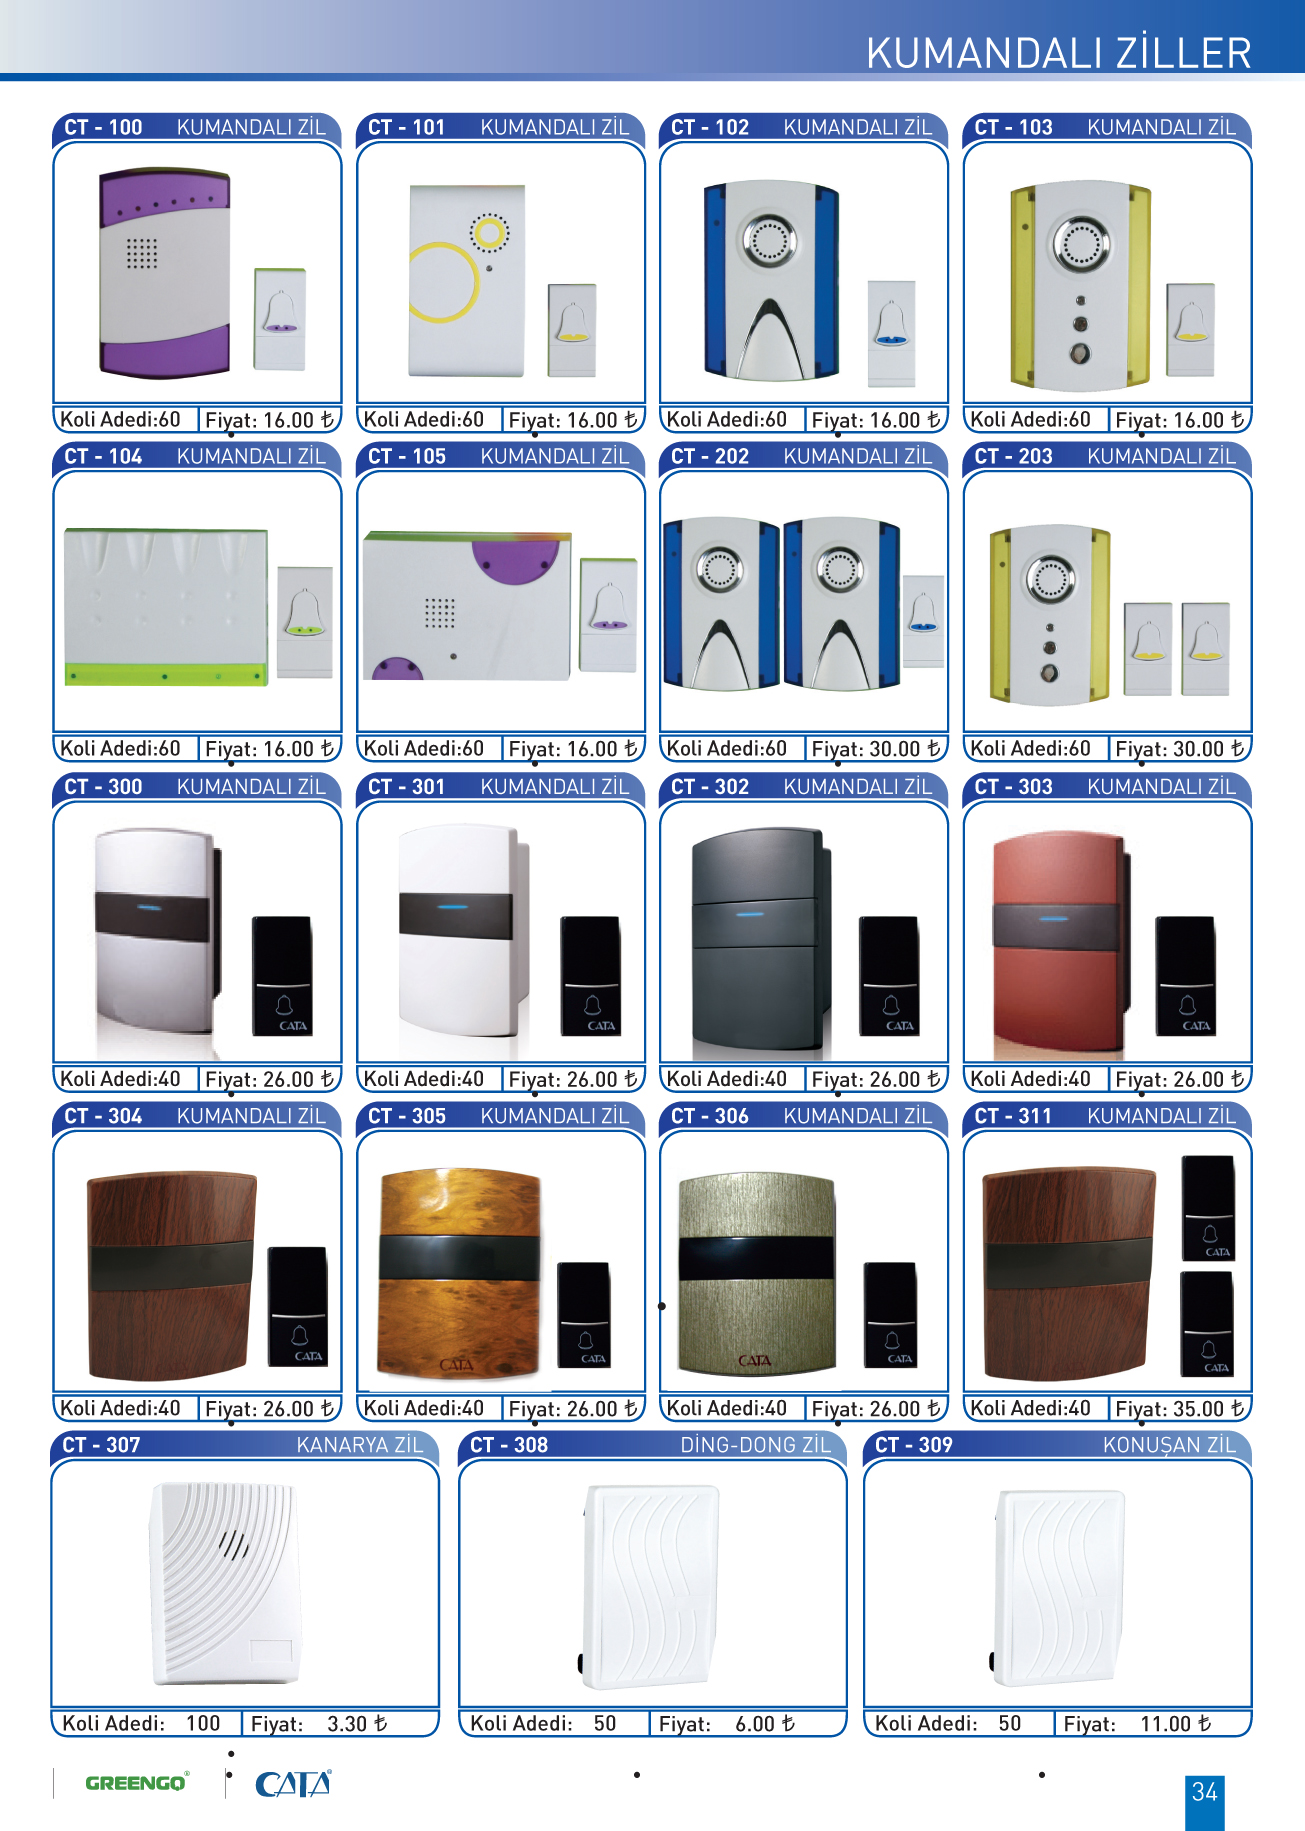 KUMANDALI ZİLLER
CT - 100 KUMANDALI ZİL
CT - 101 KUMANDALI ZİL
CT - 102 KUMANDALI ZİL
CT - 103 KUMANDALI ZİL
Koli Adedi:60 Fiyat: 16.00 ₺
Koli Adedi:60 Fiyat: 16.00 ₺
Koli Adedi:60 Fiyat: 16.00 ₺
Koli Adedi:60 Fiyat: 16.00 ₺
CT - 104 KUMANDALI ZİL
CT - 105 KUMANDALI ZİL
CT - 202 KUMANDALI ZİL
CT - 203 KUMANDALI ZİL
Koli Adedi:60 Fiyat: 16.00 ₺
Koli Adedi:60 Fiyat: 16.00 ₺
Koli Adedi:60 Fiyat: 30.00 ₺
Koli Adedi:60 Fiyat: 30.00 ₺
CT - 300 KUMANDALI ZİL
CT - 301 KUMANDALI ZİL
CT - 302 KUMANDALI ZİL
CT - 303 KUMANDALI ZİL
CATA
CATA
CATA
CATA
Koli Adedi:40 Fiyat: 26.00 ₺
Koli Adedi:40 Fiyat: 26.00 ₺
Koli Adedi:40 Fiyat: 26.00 ₺
Koli Adedi:40 Fiyat: 26.00 ₺
CT - 304 KUMANDALI ZİL
CT - 305 KUMANDALI ZİL
CT - 306 KUMANDALI ZİL
CT - 311 KUMANDALI ZİL
CATA
CATA
CATA
CATA
CATA
CATA
CATA
Koli Adedi:40 Fiyat: 26.00 ₺
Koli Adedi:40 Fiyat: 26.00 ₺
Koli Adedi:40 Fiyat: 26.00 ₺
Koli Adedi:40 Fiyat: 35.00 ₺
CT - 307 KANARYA ZİL
CT - 308 DİNG-DONG ZİL
CT - 309 KONUŞAN ZİL
Koli Adedi: 100 Fiyat: 3.30 ₺
Koli Adedi: 50 Fiyat: 6.00 ₺
Koli Adedi: 50 Fiyat: 11.00 ₺
GREENGO®
CATA®
34